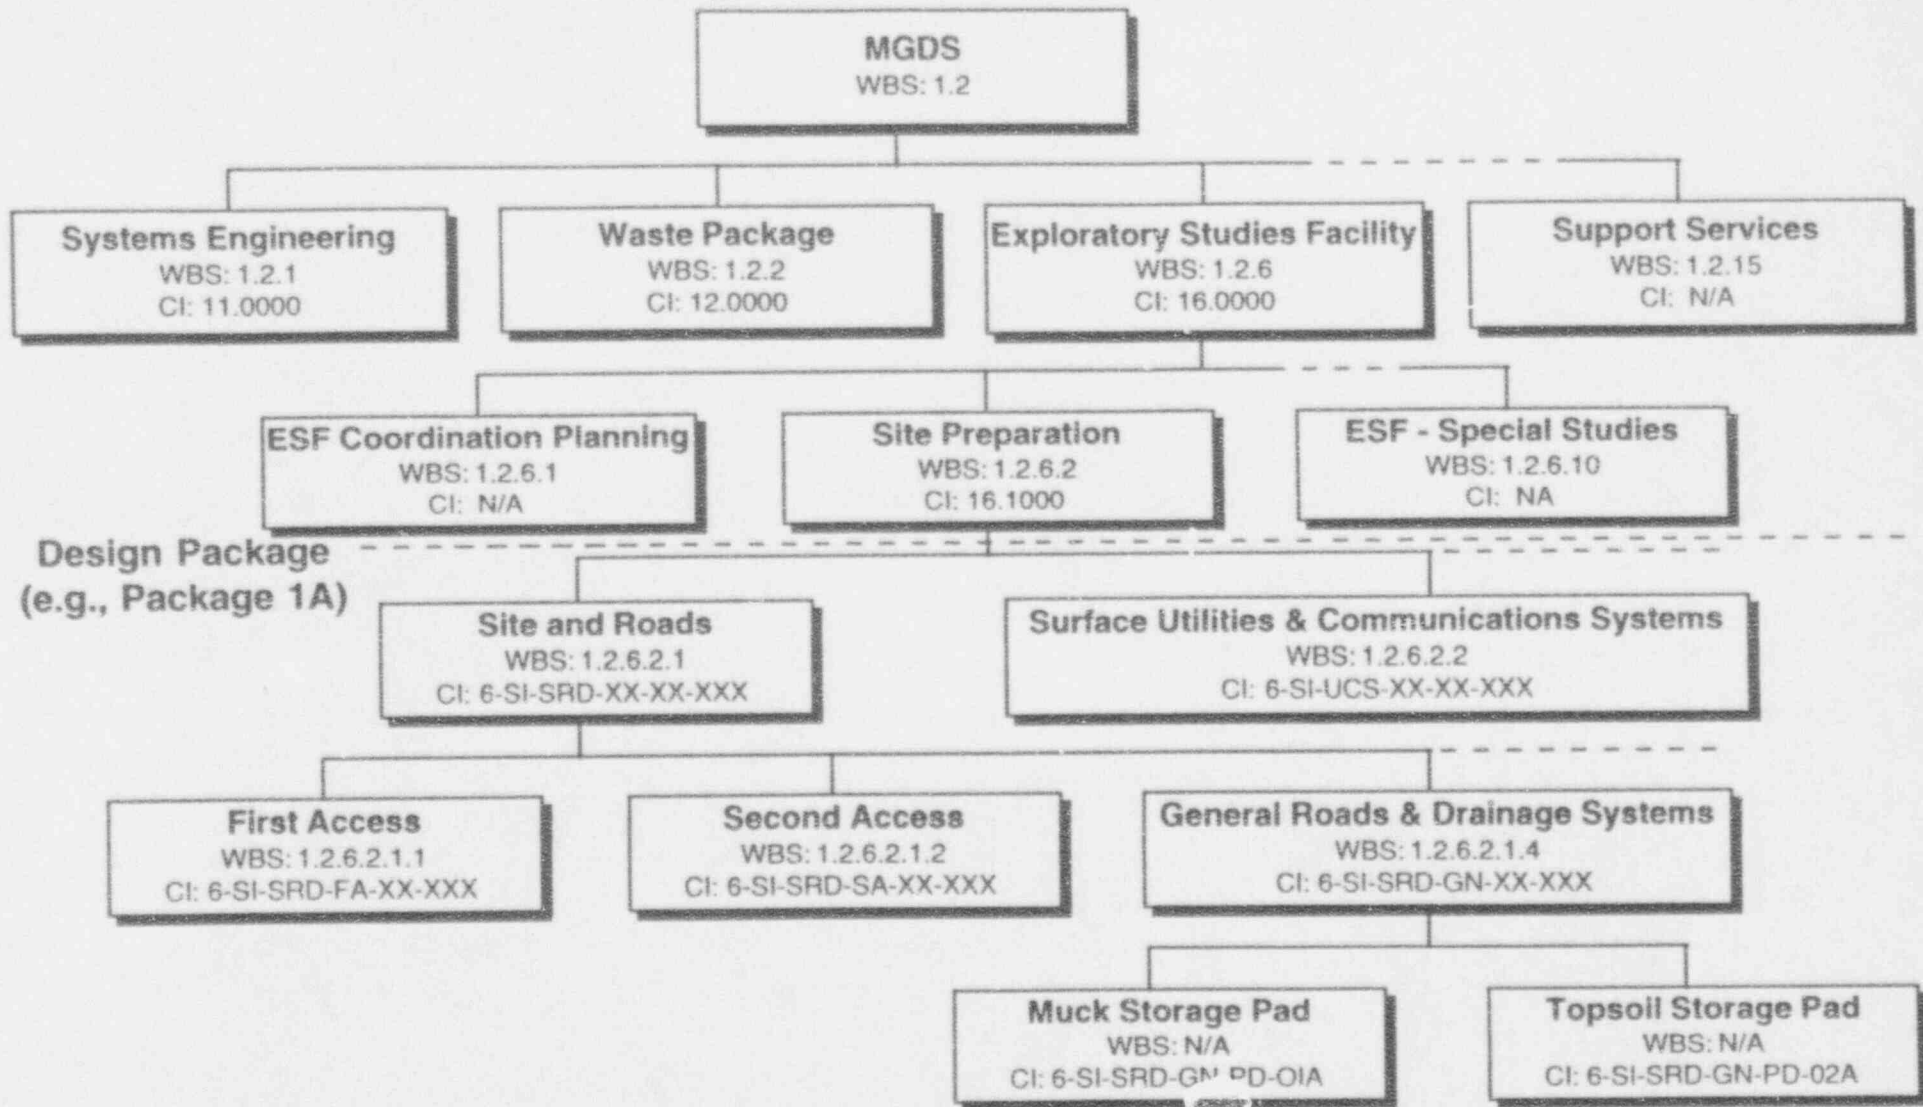 MGDS
WBS: 1.2
Systems Engineering
WBS: 1.2.1
CI: 11.0000
Waste Package
WBS: 1.2.2
CI: 12.0000
Exploratory Studies Facility
WBS: 1.2.6
CI: 16.0000
Support Services
WBS: 1.2.15
CI: N/A
ESF Coordination Planning
WBS: 1.2.6.1
CI: N/A
Site Preparation
WBS: 1.2.6.2
CI: 16.1000
ESF - Special Studies
WBS: 1.2.6.10
CI: NA
Design Package
(e.g., Package 1A)
Site and Roads
WBS: 1.2.6.2.1
CI: 6-SI-SRD-XX-XX-XXX
Surface Utilities & Communications Systems
WBS: 1.2.6.2.2
CI: 6-SI-UCS-XX-XX-XXX
First Access
WBS: 1.2.6.2.1.1
CI: 6-SI-SRD-FA-XX-XXX
Second Access
WBS: 1.2.6.2.1.2
CI: 6-SI-SRD-SA-XX-XXX
General Roads & Drainage Systems
WBS: 1.2.6.2.1.4
CI: 6-SI-SRD-GN-XX-XXX
Muck Storage Pad
WBS: N/A
CI: 6-SI-SRD-GN-PD-OIA
Topsoil Storage Pad
WBS: N/A
CI: 6-SI-SRD-GN-PD-02A